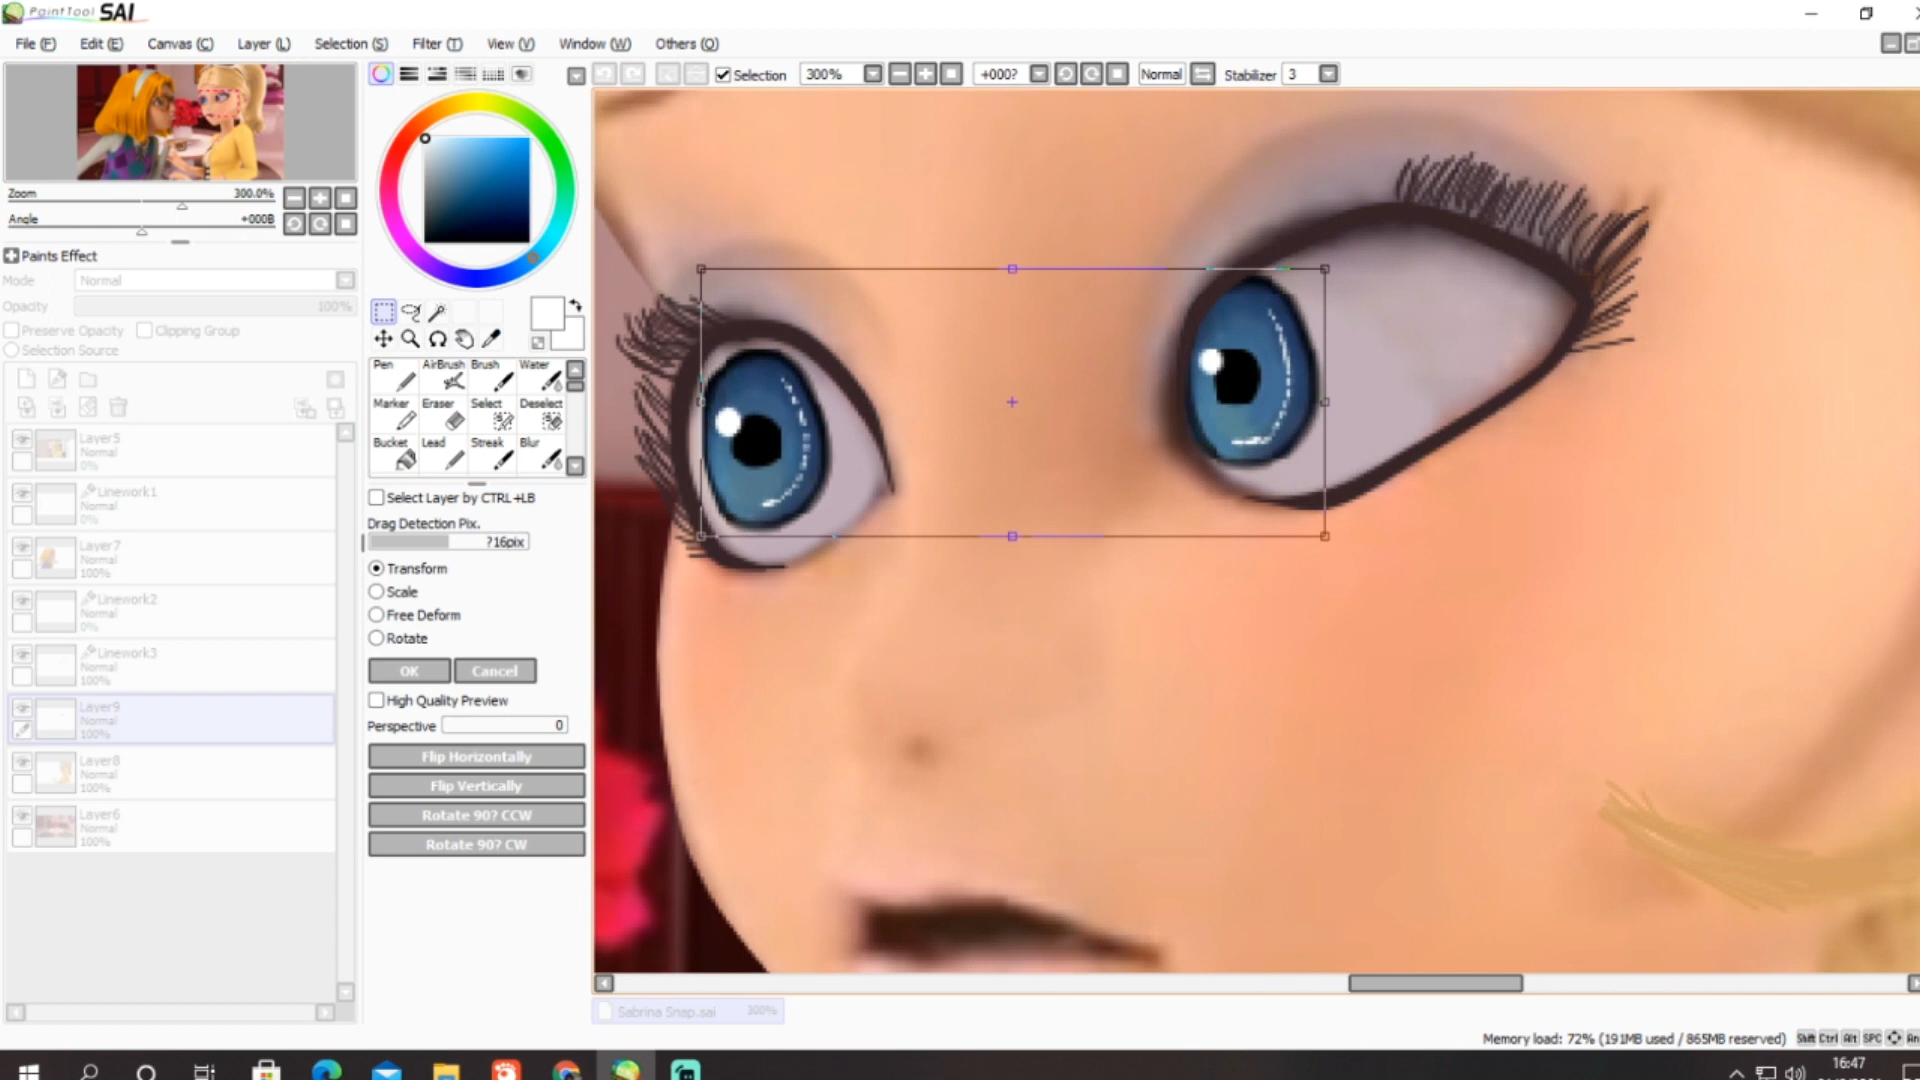 PaintTool SAI
File (F) Edit (E) Canvas (C) Layer (L) Selection (S) Filter (T) View (V) Window (W) Others (O)
Selection 300% +000? Normal Stabilizer 3
Zoom 300.0%
Angle +000B
Paints Effect
Mode Normal
Opacity 100%
Preserve Opacity Clipping Group
Selection Source
Layer5
Normal
0%
Linework1
Normal
0%
Layer7
Normal
100%
Linework2
Normal
0%
Linework3
Normal
100%
Layer9
Normal
100%
Layer8
Normal
100%
Layer6
Normal
100%
Pen AirBrush Brush Water
Marker Eraser Select Deselect
Bucket Lead Streak Blur
Select Layer by CTRL+LB
Drag Detection Pix.
?16pix
Transform
Scale
Free Deform
Rotate
OK Cancel
High Quality Preview
Perspective 0
Flip Horizontally
Flip Vertically
Rotate 90? CCW
Rotate 90? CW
Sabrina Snap.sai 300%
Memory load: 72% (191MB used / 865MB reserved) Shift Ctrl Alt SPC An
16:47